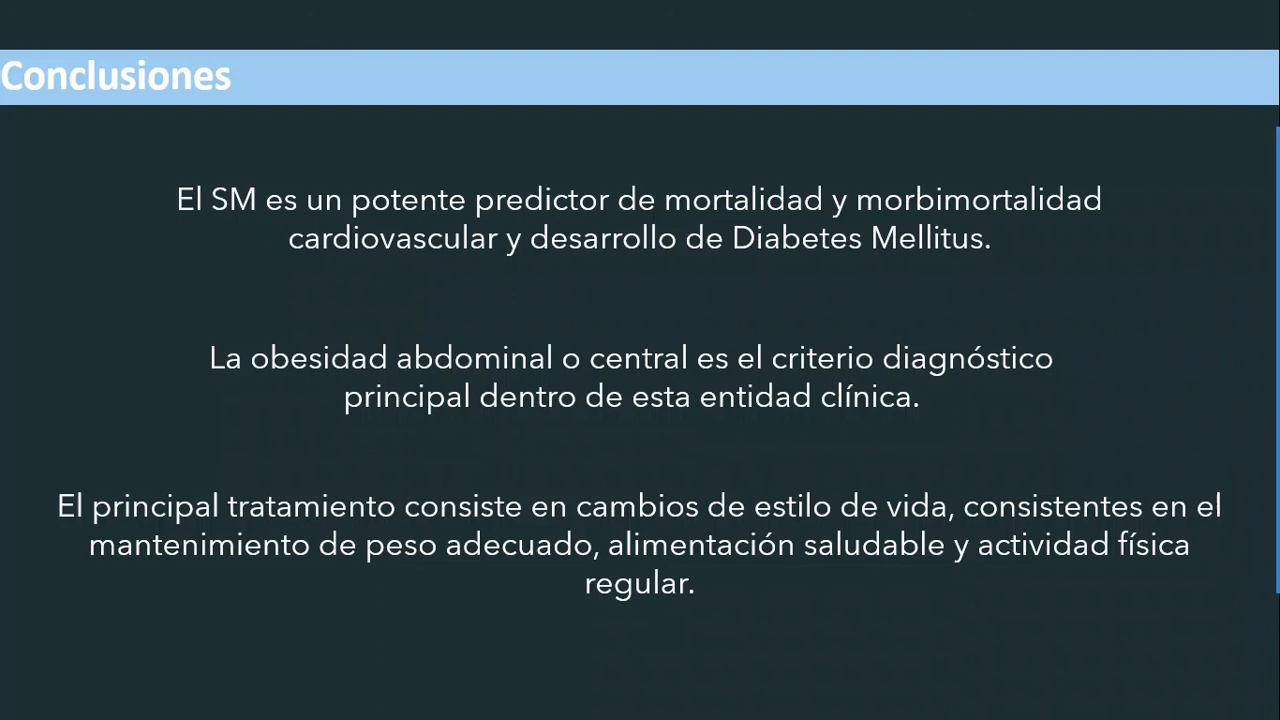 Conclusiones
El SM es un potente predictor de mortalidad y morbimortalidad
cardiovascular y desarrollo de Diabetes Mellitus.
La obesidad abdominal o central es el criterio diagnóstico
principal dentro de esta entidad clínica.
El principal tratamiento consiste en cambios de estilo de vida, consistentes en el
mantenimiento de peso adecuado, alimentación saludable y actividad física
regular.